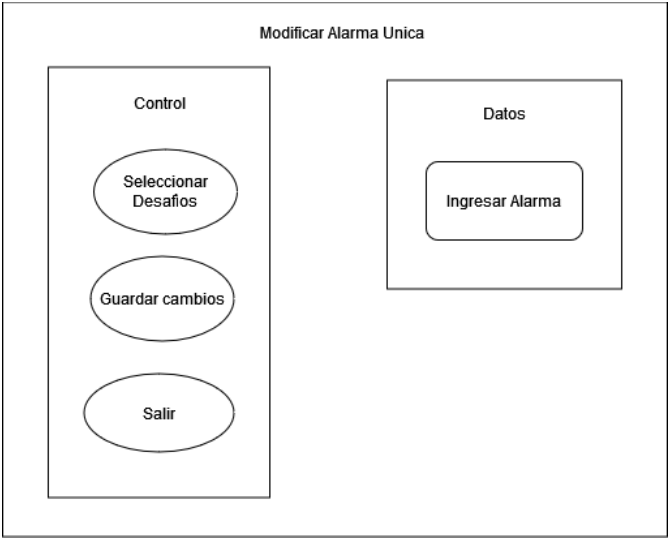 Modificar Alarma Unica
Control
Seleccionar
Desafios
Guardar cambios
Salir
Datos
Ingresar Alarma